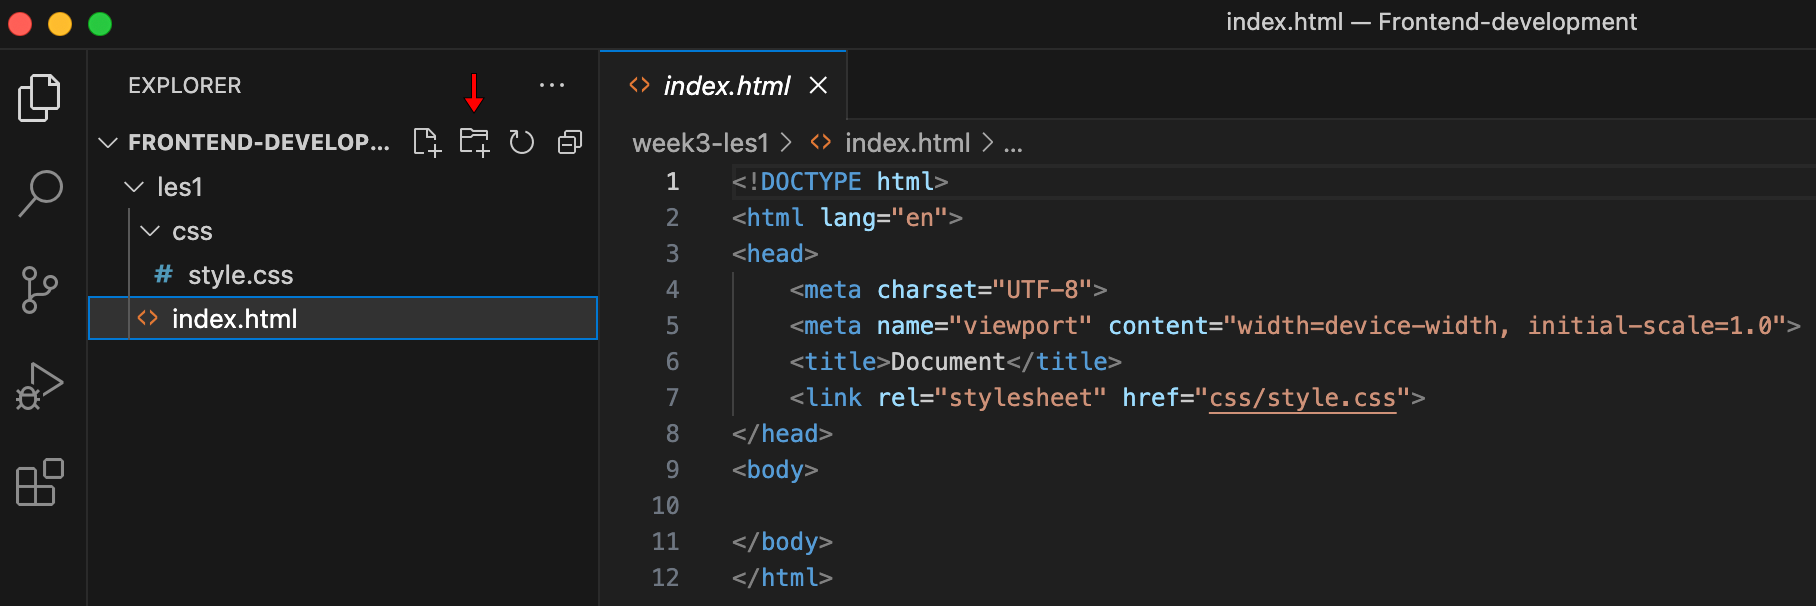 index.html — Frontend-development
EXPLORER
FRONTEND-DEVELOP...
les1
css
# style.css
<> index.html
<> index.html
week3-les1 > <> index.html > ...
1 <!DOCTYPE html>
2 <html lang="en">
3 <head>
4     <meta charset="UTF-8">
5     <meta name="viewport" content="width=device-width, initial-scale=1.0">
6     <title>Document</title>
7     <link rel="stylesheet" href="css/style.css">
8 </head>
9 <body>
10
11 </body>
12 </html>